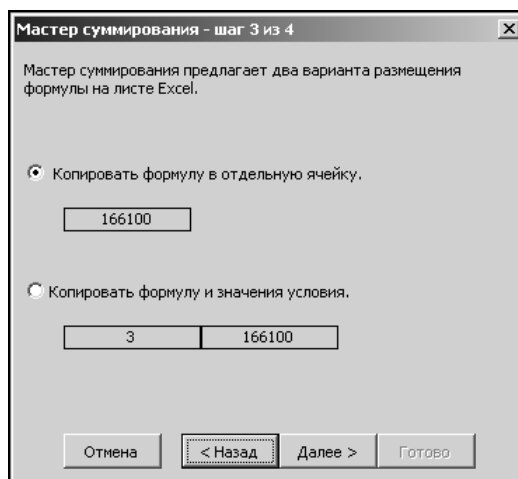 Мастер суммирования - шаг 3 из 4
Мастер суммирования предлагает два варианта размещения
формулы на листе Excel.
Копировать формулу в отдельную ячейку.
166100
Копировать формулу и значения условия.
3 166100
Отмена < Назад Далее > Готово